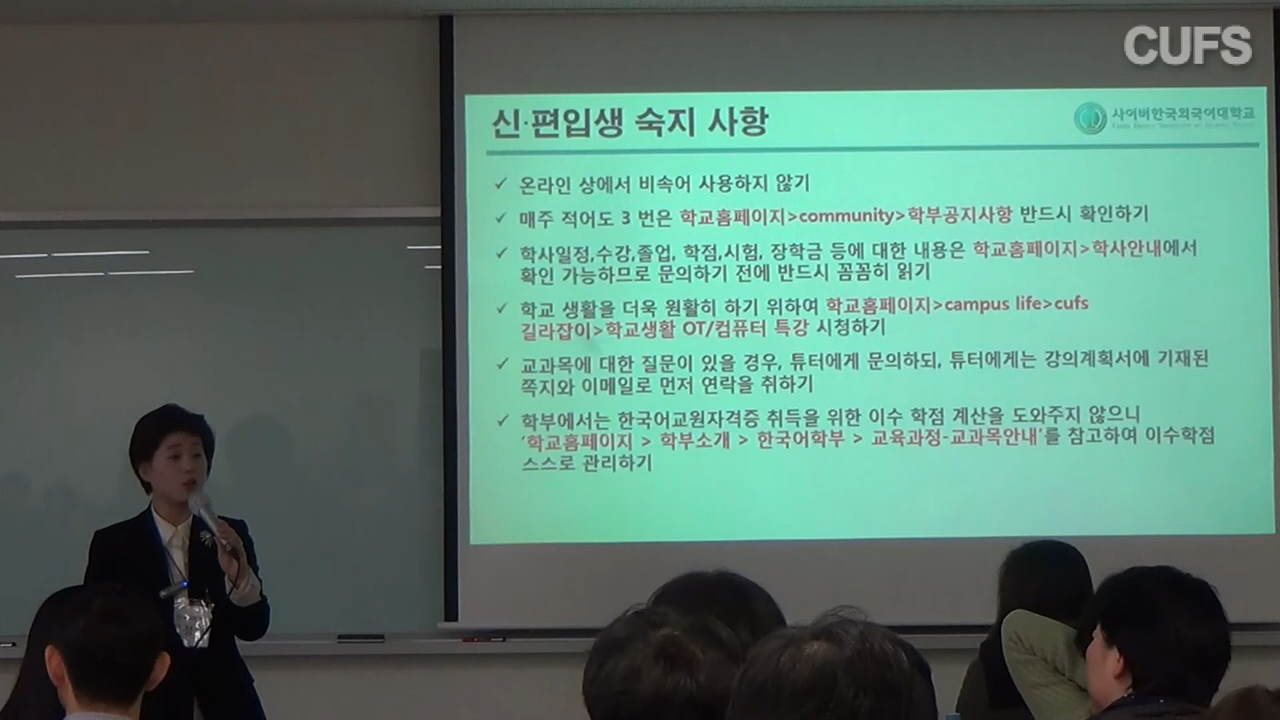 CUFS
신·편입생 숙지 사항
사이버한국외국어대학교
✓ 온라인 상에서 비속어 사용하지 않기
✓ 매주 적어도 3 번은 학교홈페이지>community>학부공지사항 반드시 확인하기
✓ 학사일정,수강,졸업, 학점,시험, 장학금 등에 대한 내용은 학교홈페이지>학사안내에서
확인 가능하므로 문의하기 전에 반드시 꼼꼼히 읽기
✓ 학교 생활을 더욱 원활히 하기 위하여 학교홈페이지>campus life>cufs
길라잡이>학교생활 OT/컴퓨터 특강 시청하기
✓ 교과목에 대한 질문이 있을 경우, 튜터에게 문의하되, 튜터에게는 강의계획서에 기재된
쪽지와 이메일로 먼저 연락을 취하기
✓ 학부에서는 한국어교원자격증 취득을 위한 이수 학점 계산을 도와주지 않으니
‘학교홈페이지 > 학부소개 > 한국어학부 > 교육과정-교과목안내’를 참고하여 이수학점
스스로 관리하기